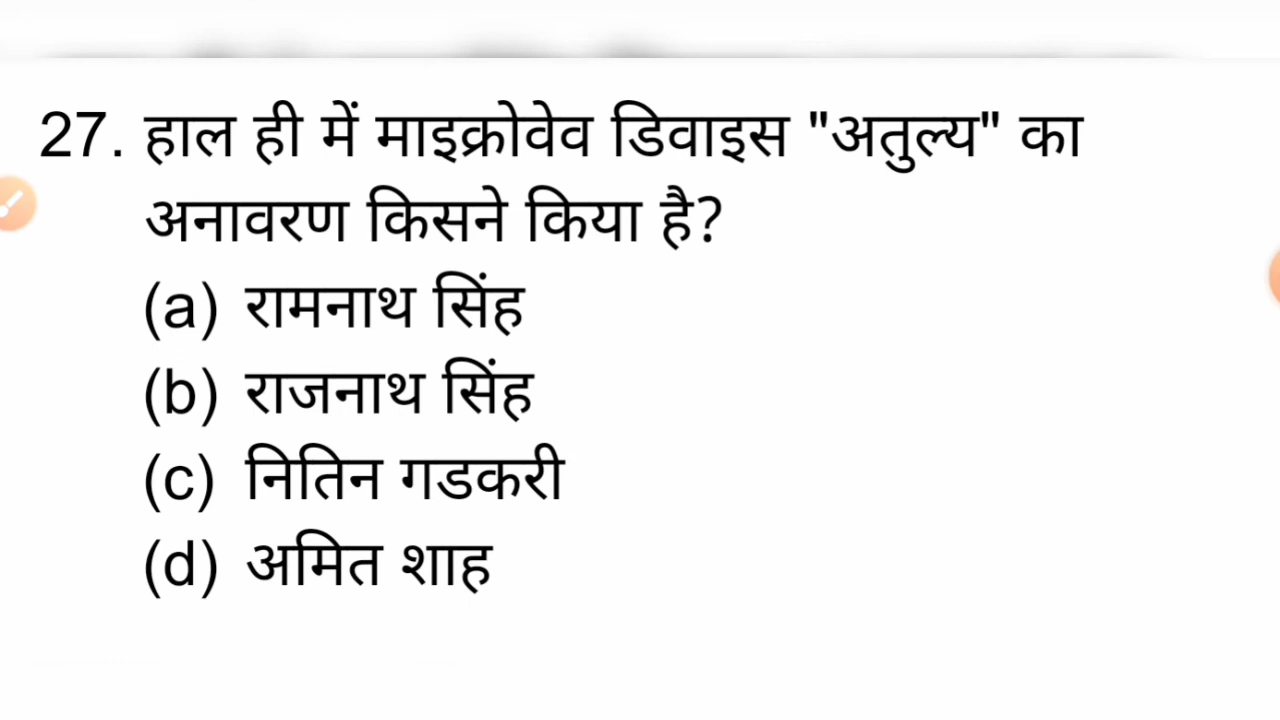 27. हाल ही में माइक्रोवेव डिवाइस "अतुल्य" का
अनावरण किसने किया है?
(a) रामनाथ सिंह
(b) राजनाथ सिंह
(c) नितिन गडकरी
(d) अमित शाह